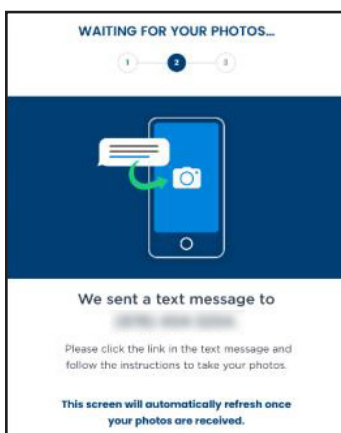 WAITING FOR YOUR PHOTOS...
1 2 3
We sent a text message to
Please click the link in the text message and
follow the instructions to take your photos.
This screen will automatically refresh once
your photos are received.